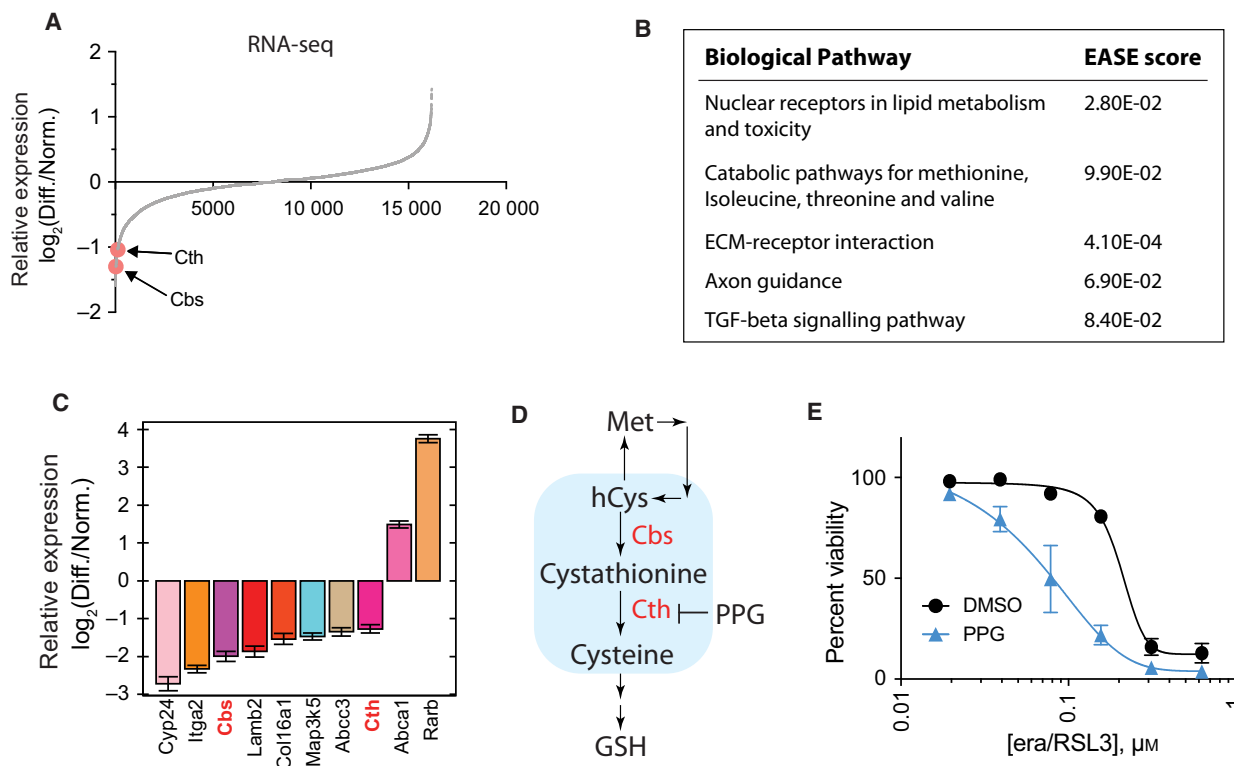 A
RNA-seq
Relative expression
log2(Diff./Norm.)
2
1
0
–1
–2
5000
10 000
15 000
20 000
Cth
Cbs
B
Biological Pathway EASE score
Nuclear receptors in lipid metabolism 2.80E-02
and toxicity
Catabolic pathways for methionine, 9.90E-02
Isoleucine, threonine and valine
ECM-receptor interaction 4.10E-04
Axon guidance 6.90E-02
TGF-beta signalling pathway 8.40E-02
C
Relative expression
log2(Diff./Norm.)
4
3
2
1
0
–1
–2
–3
Cyp24
Itga2
Cbs
Lamb2
Col16a1
Map3k5
Abcc3
Cth
Abca1
Rarb
D
Met
hCys
Cbs
Cystathionine
Cth
PPG
Cysteine
GSH
E
Percent viability
100
50
0
DMSO
PPG
0.01
0.1
1
[era/RSL3], μM